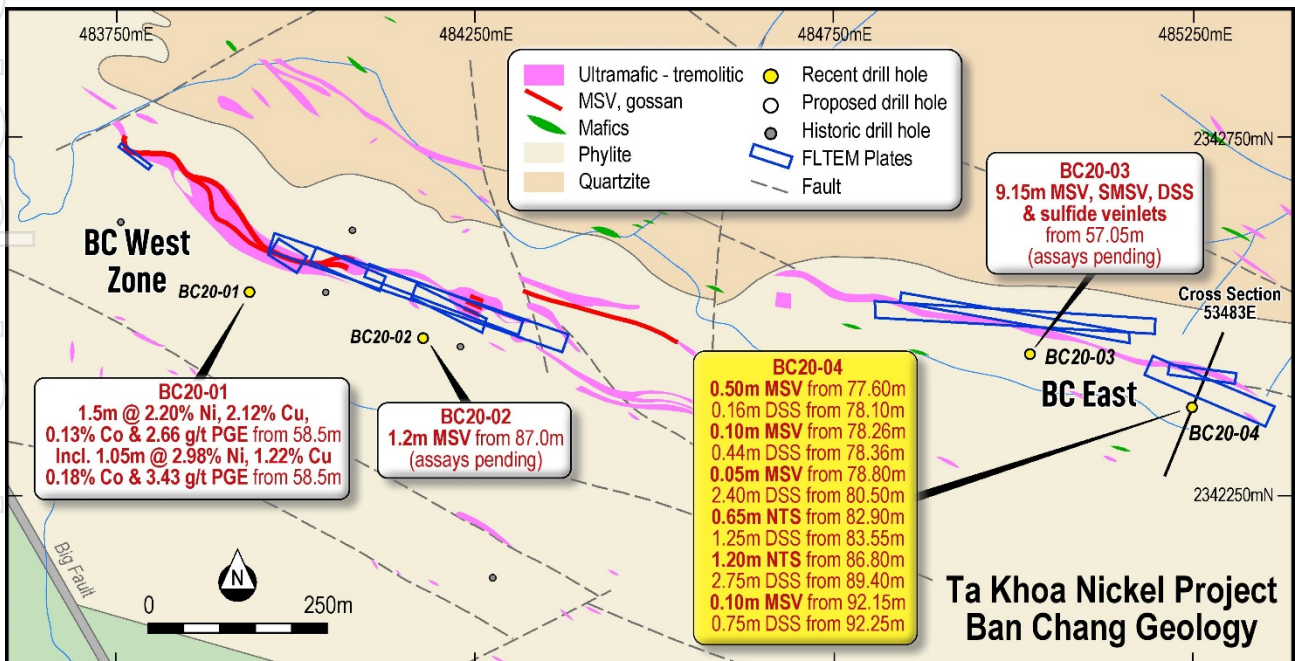 483750mE
484250mE
484750mE
485250mE
Ultramafic - tremolitic
MSV, gossan
Mafics
Phylite
Quartzite
Recent drill hole
Proposed drill hole
Historic drill hole
FLTEM Plates
Fault
2342750mN
BC20-03
9.15m MSV, SMSV, DSS
& sulfide veinlets
from 57.05m
(assays pending)
BC West
Zone
BC20-01
BC20-02
BC20-03
BC East
Cross Section
53483E
BC20-04
BC20-01
1.5m @ 2.20% Ni, 2.12% Cu,
0.13% Co & 2.66 g/t PGE from 58.5m
Incl. 1.05m @ 2.98% Ni, 1.22% Cu
0.18% Co & 3.43 g/t PGE from 58.5m
BC20-02
1.2m MSV from 87.0m
(assays pending)
BC20-04
0.50m MSV from 77.60m
0.16m DSS from 78.10m
0.10m MSV from 78.26m
0.44m DSS from 78.36m
0.05m MSV from 78.80m
2.40m DSS from 80.50m
0.65m NTS from 82.90m
1.25m DSS from 83.55m
1.20m NTS from 86.80m
2.75m DSS from 89.40m
0.10m MSV from 92.15m
0.75m DSS from 92.25m
2342250mN
Big Fault
N
0
250m
Ta Khoa Nickel Project
Ban Chang Geology